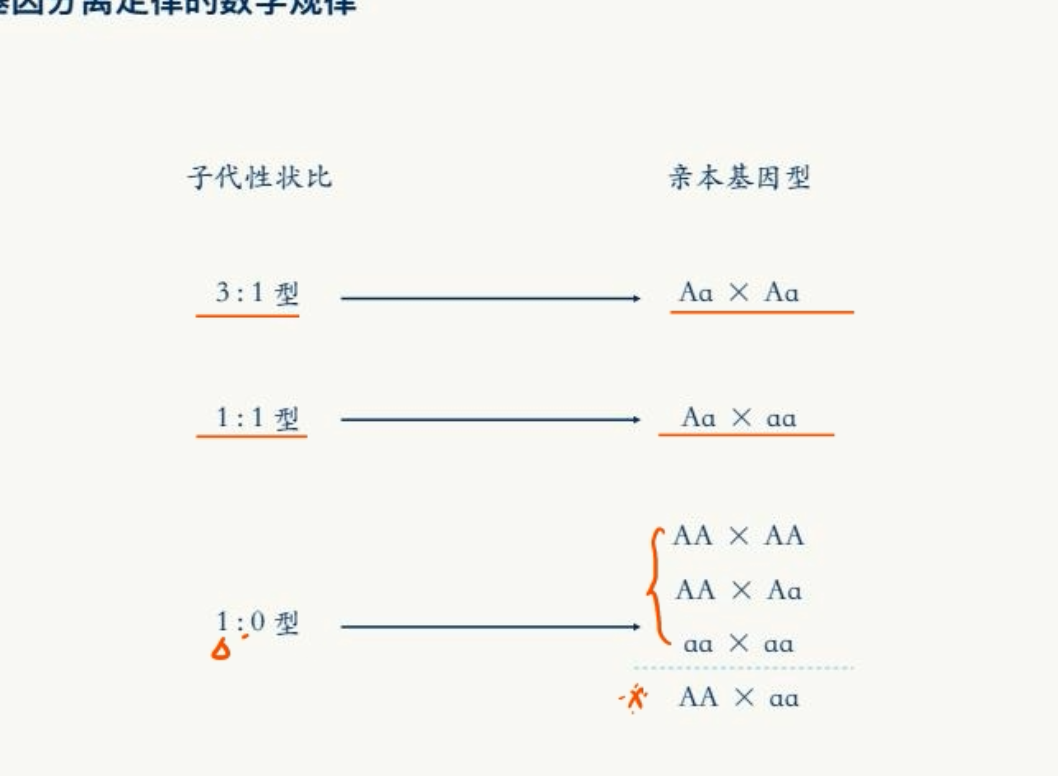 基因分离定律的数学规律
子代性状比 亲本基因型
3:1 型 Aa × Aa
1:1 型 Aa × aa
AA × AA
AA × Aa
1:0 型
aa × aa
AA × aa